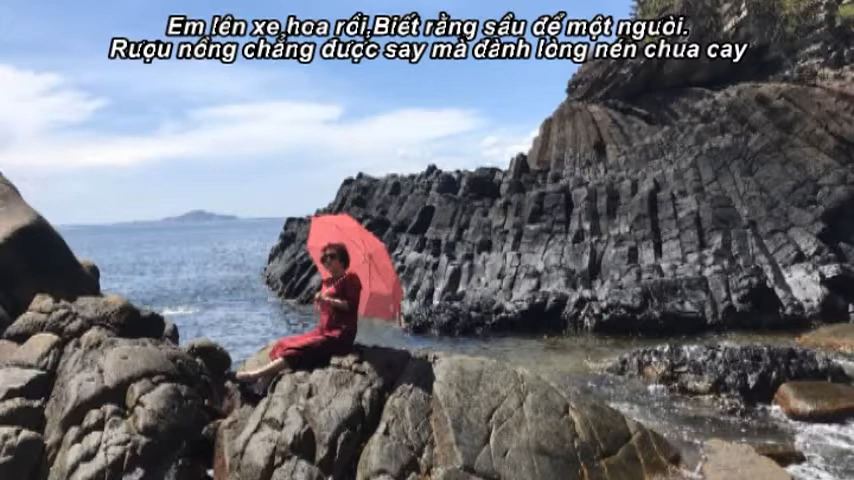 Em lên xe hoa rồi,Biết rằng sầu để một người.
Rượu nồng chẳng được say mà đành lòng nén chua cay